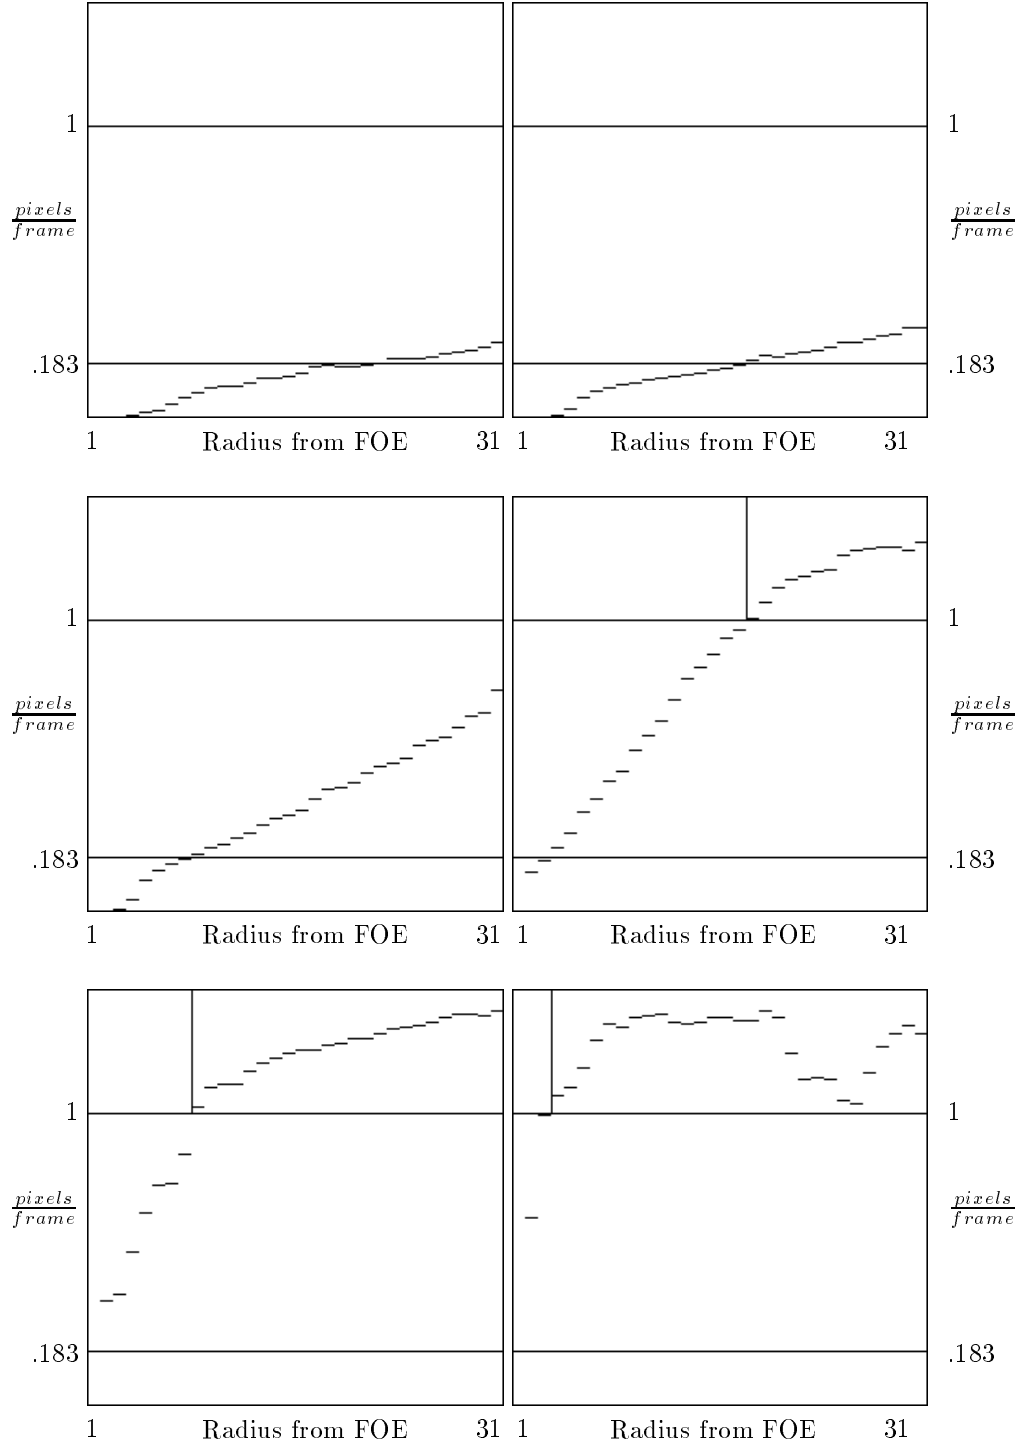 1 1
pixels pixels
frame frame
.183 .183
1 Radius from FOE 31 1 Radius from FOE 31
1 1
pixels pixels
frame frame
.183 .183
1 Radius from FOE 31 1 Radius from FOE 31
1 1
pixels pixels
frame frame
.183 .183
1 Radius from FOE 31 1 Radius from FOE 31